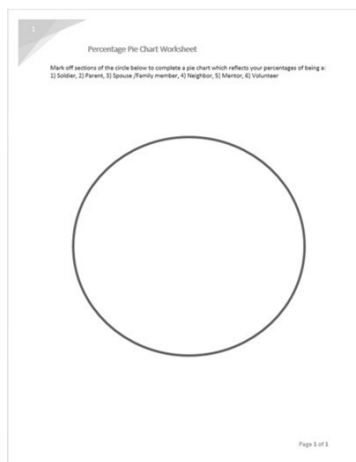 1
Percentage Pie Chart Worksheet
Mark off sections of the circle below to complete a pie chart which reflects your percentages of being a:
1) Soldier, 2) Parent, 3) Spouse /Family member, 4) Neighbor, 5) Mentor, 6) Volunteer
Page 1 of 1